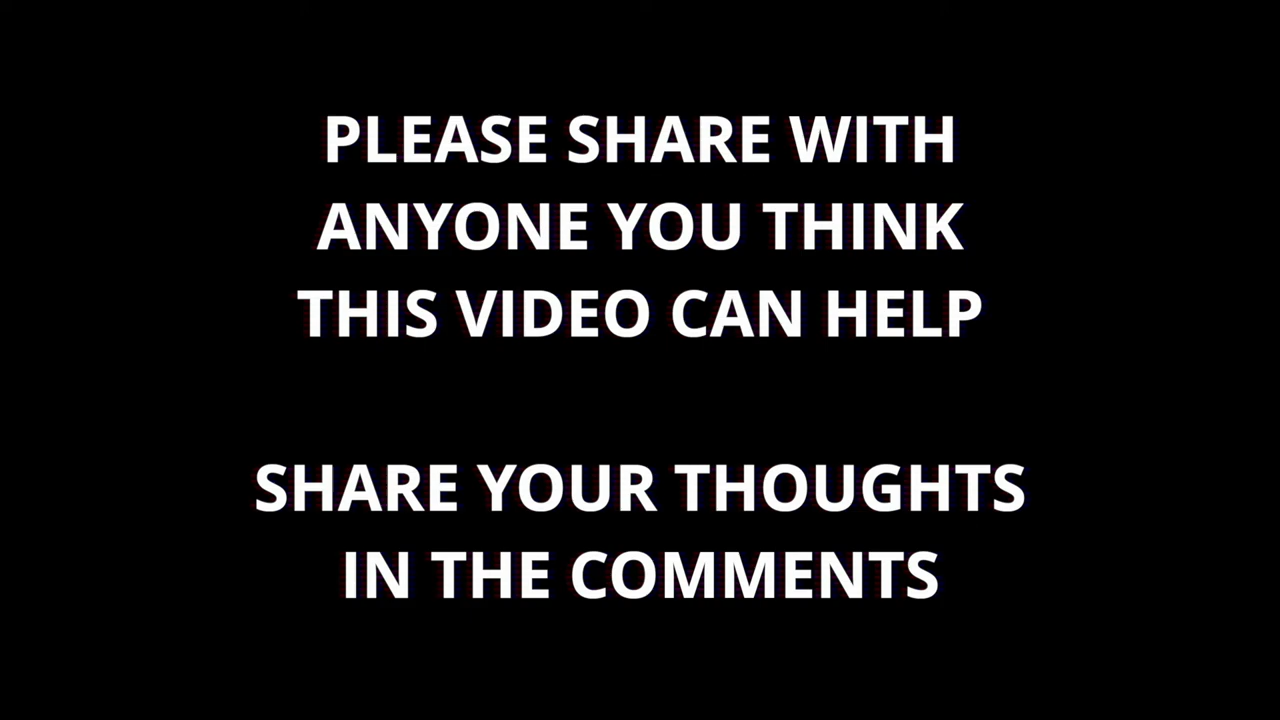 PLEASE SHARE WITH
ANYONE YOU THINK
THIS VIDEO CAN HELP
SHARE YOUR THOUGHTS
IN THE COMMENTS